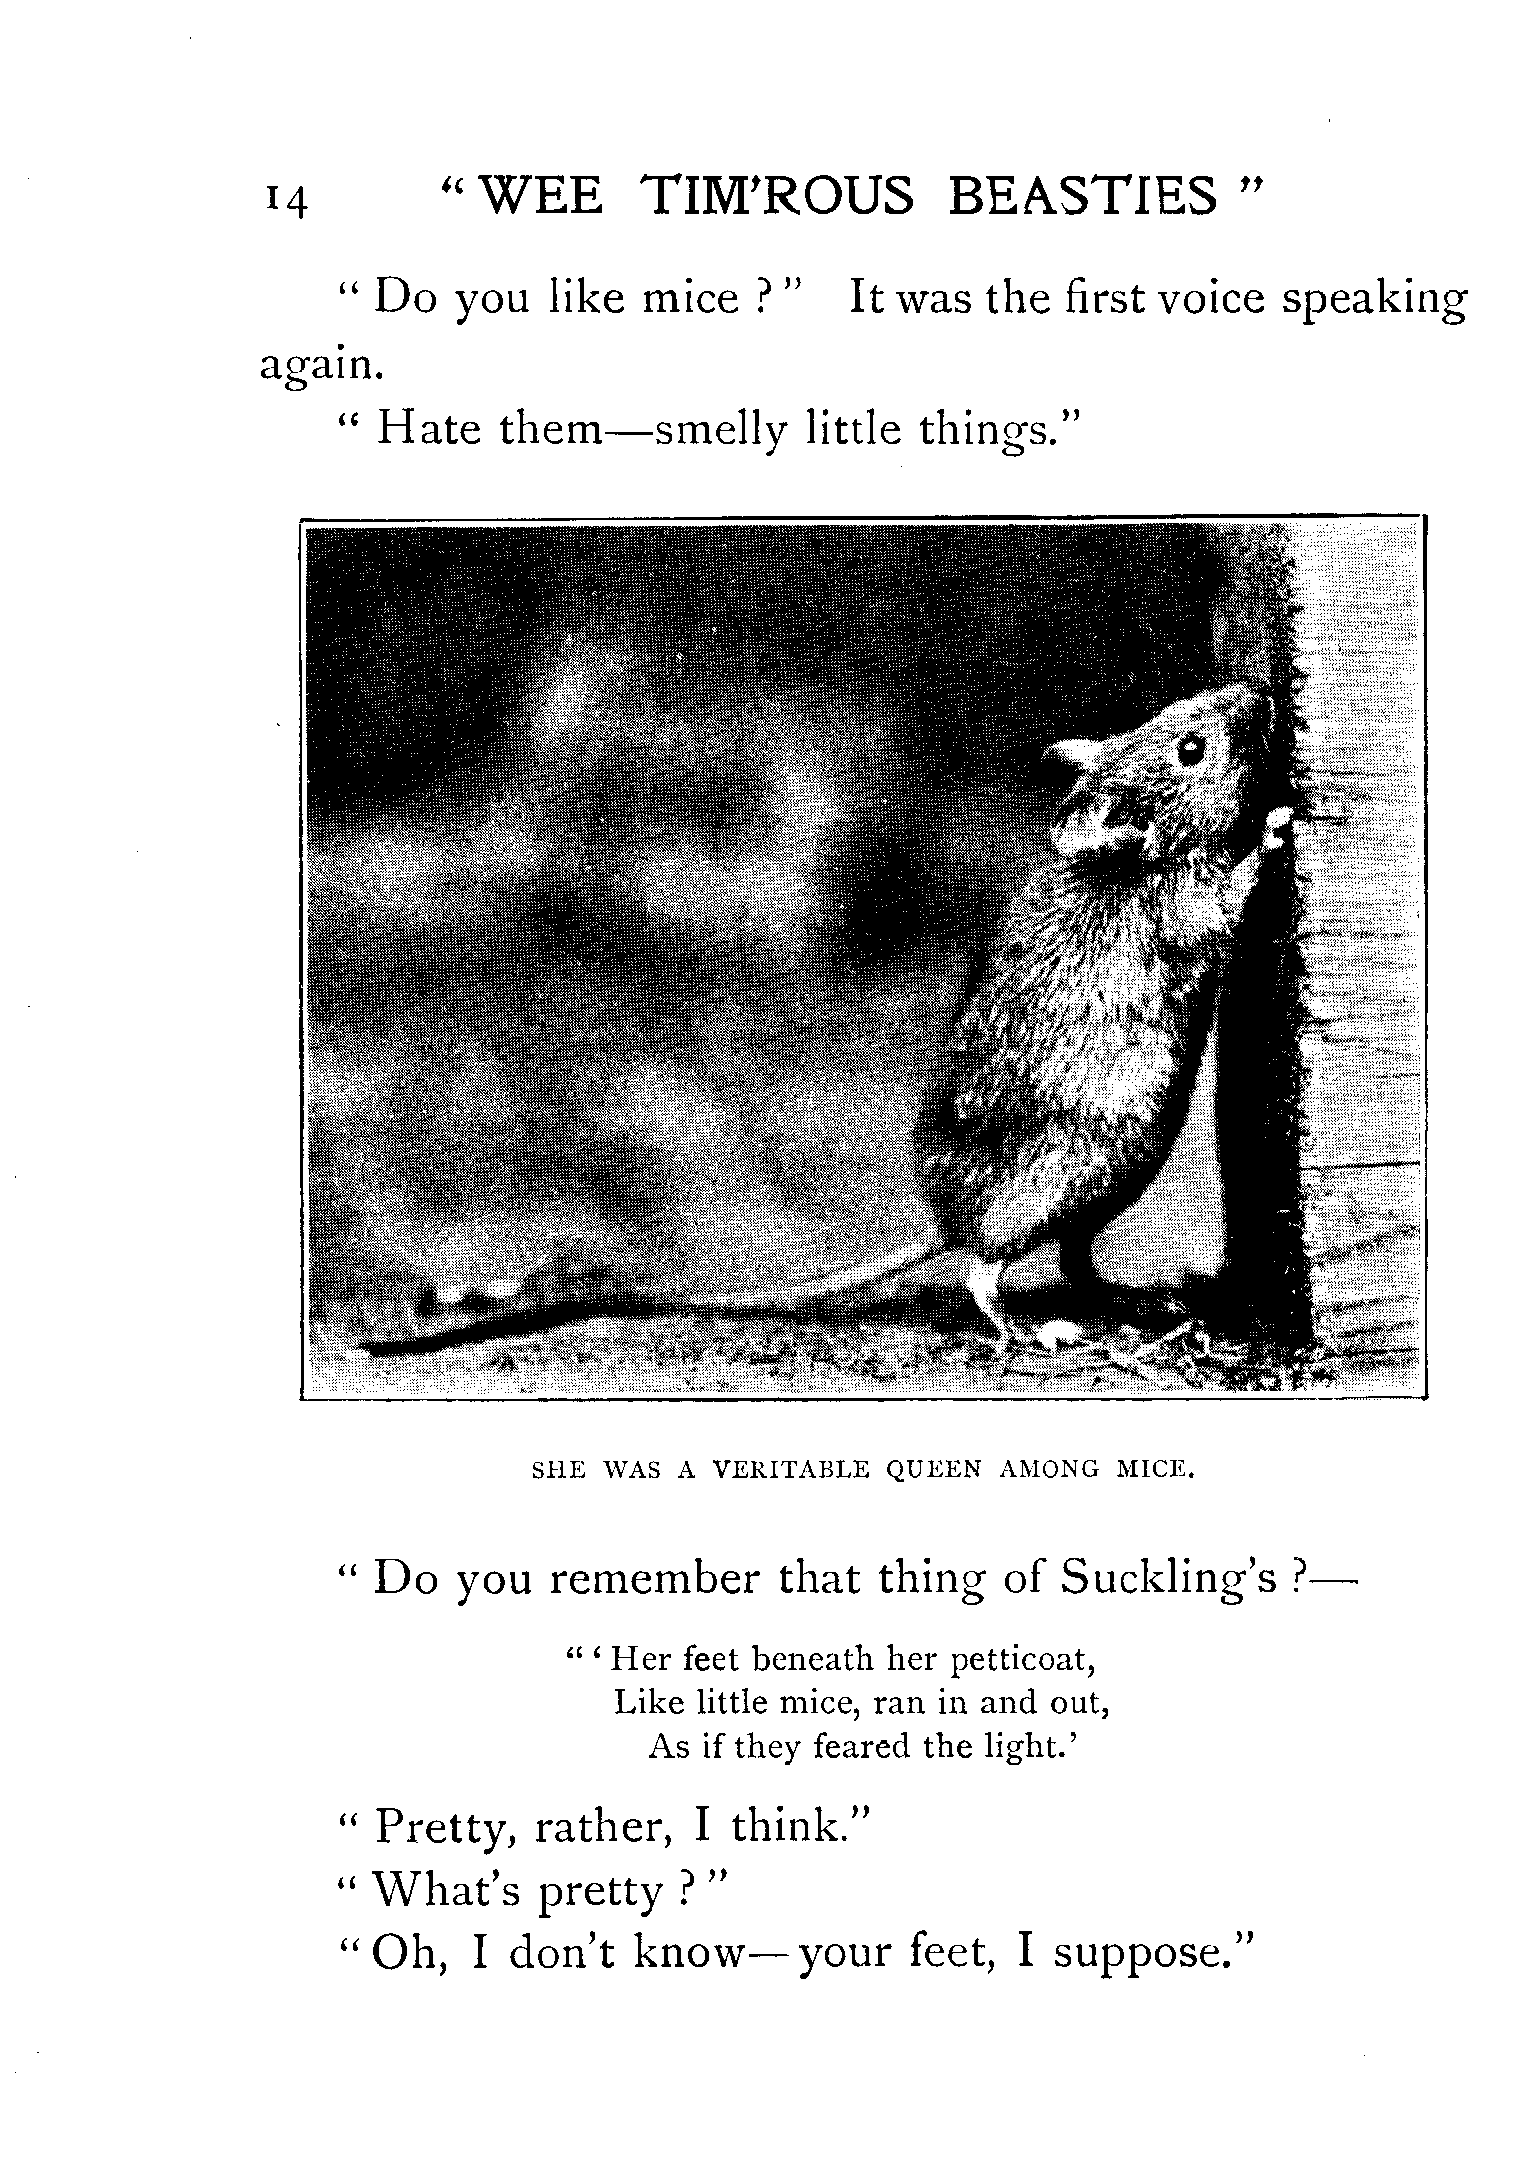 14 “WEE TIM'ROUS BEASTIES”
“Do you like mice?” It was the first voice speaking
again.
“Hate them—smelly little things.”
SHE WAS A VERITABLE QUEEN AMONG MICE.
“Do you remember that thing of Suckling's?—
“‘Her feet beneath her petticoat,
Like little mice, ran in and out,
As if they feared the light.’
“Pretty, rather, I think.”
“What's pretty?”
“Oh, I don't know—your feet, I suppose.”